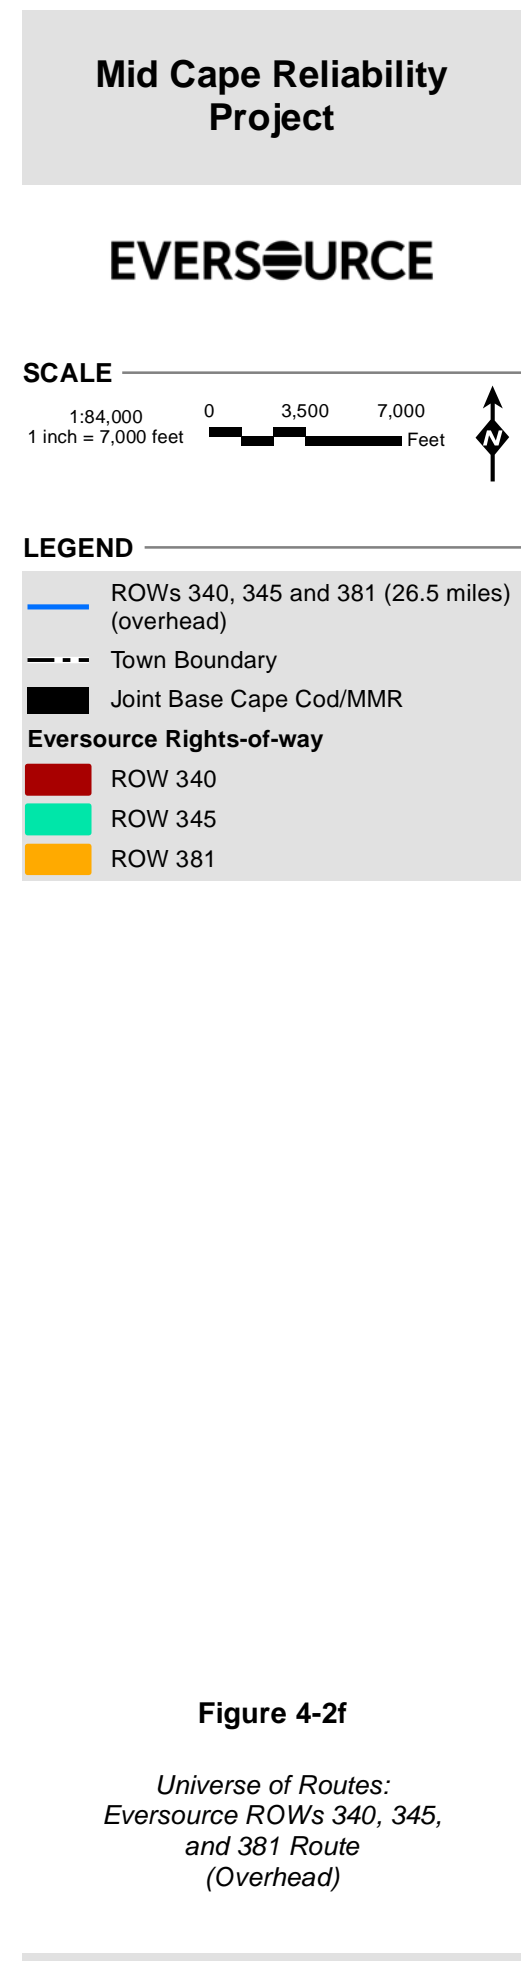 Mid Cape Reliability
Project
EVERSOURCE
SCALE
1:84,000
1 inch = 7,000 feet
0 3,500 7,000
Feet
N
LEGEND
ROWs 340, 345 and 381 (26.5 miles)
(overhead)
Town Boundary
Joint Base Cape Cod/MMR
Eversource Rights-of-way
ROW 340
ROW 345
ROW 381
Figure 4-2f
Universe of Routes:
Eversource ROWs 340, 345,
and 381 Route
(Overhead)